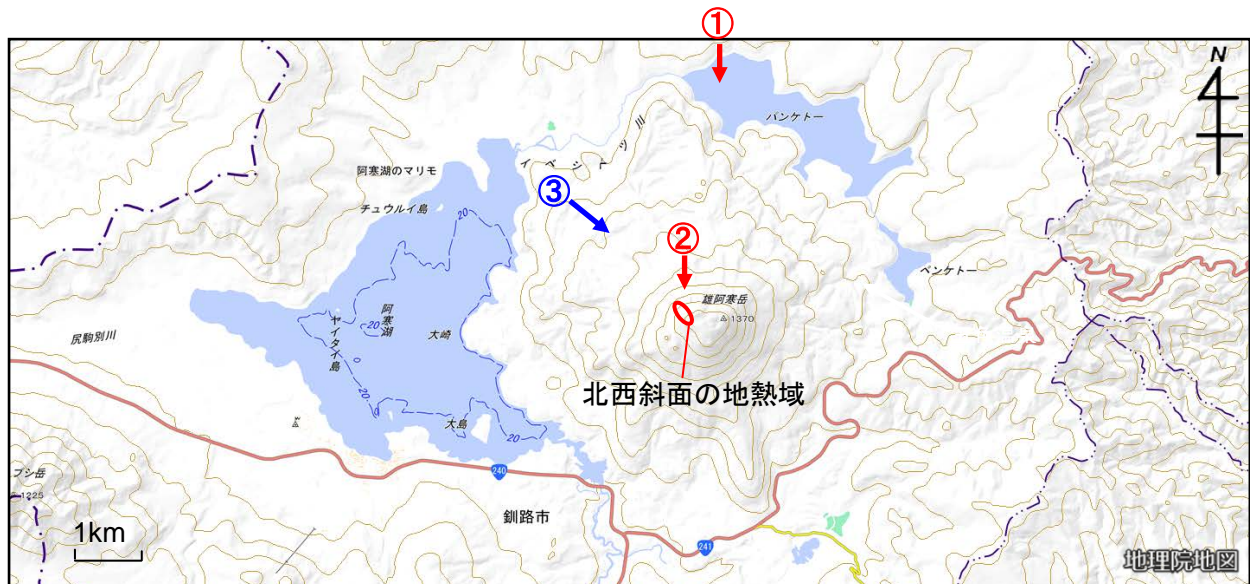 ①
N
パンケトー
イベシベツ川
阿寒湖のマリモ
③
チュウルイ島
20
②
ペンケトー
雄阿寒岳
1370
阿寒湖
ヤイタイ島
20
大崎
尻駒別川
北西斜面の地熱域
20
大島
20
240
フシ岳
1225
釧路市
1km
241
地理院地図